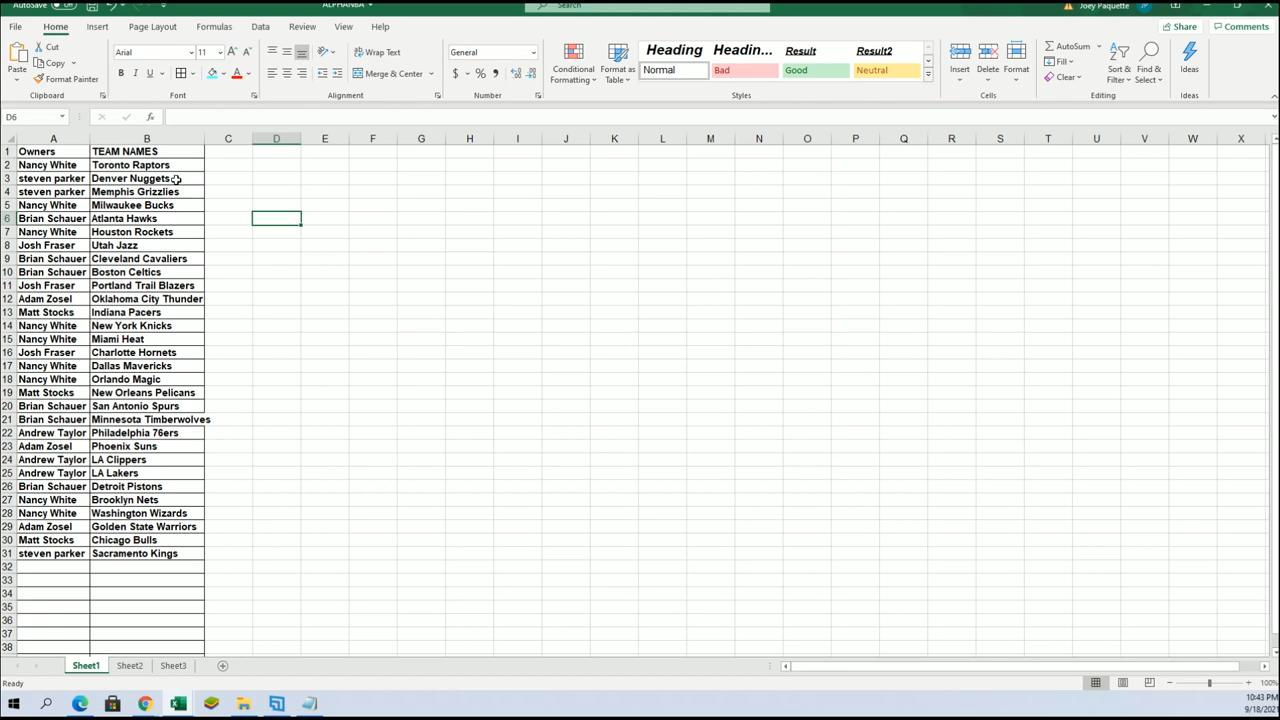 AutoSave Off ALPHANBA Search Joey Paquette JP
File Home Insert Page Layout Formulas Data Review View Help Share Comments
Paste Cut Copy Format Painter Clipboard
Arial 11 A A B I U A Font
Wrap Text Merge & Center Alignment
General $ % , Number
Conditional Formatting Format as Table
Heading Headin... Result Result2
Normal Bad Good Neutral
Styles
Insert Delete Format Cells
AutoSum Fill Clear Sort & Filter Find & Select Editing
Ideas Ideas
D6 fx
A B C D E F G H I J K L M N O P Q R S T U V W X
1 Owners TEAM NAMES
2 Nancy White Toronto Raptors
3 steven parker Denver Nuggets
4 steven parker Memphis Grizzlies
5 Nancy White Milwaukee Bucks
6 Brian Schauer Atlanta Hawks
7 Nancy White Houston Rockets
8 Josh Fraser Utah Jazz
9 Brian Schauer Cleveland Cavaliers
10 Brian Schauer Boston Celtics
11 Josh Fraser Portland Trail Blazers
12 Adam Zosel Oklahoma City Thunder
13 Matt Stocks Indiana Pacers
14 Nancy White New York Knicks
15 Nancy White Miami Heat
16 Josh Fraser Charlotte Hornets
17 Nancy White Dallas Mavericks
18 Nancy White Orlando Magic
19 Matt Stocks New Orleans Pelicans
20 Brian Schauer San Antonio Spurs
21 Brian Schauer Minnesota Timberwolves
22 Andrew Taylor Philadelphia 76ers
23 Adam Zosel Phoenix Suns
24 Andrew Taylor LA Clippers
25 Andrew Taylor LA Lakers
26 Brian Schauer Detroit Pistons
27 Nancy White Brooklyn Nets
28 Nancy White Washington Wizards
29 Adam Zosel Golden State Warriors
30 Matt Stocks Chicago Bulls
31 steven parker Sacramento Kings
32
33
34
35
36
37
38
Sheet1 Sheet2 Sheet3
Ready 100%
10:43 PM
9/18/202